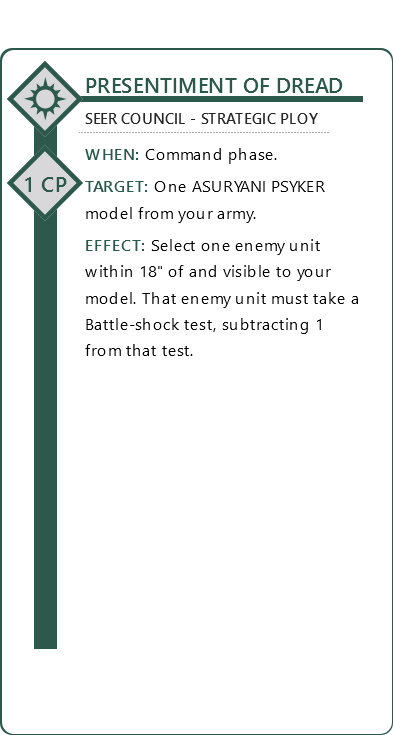 PRESENTIMENT OF DREAD
SEER COUNCIL - STRATEGIC PLOY
WHEN: Command phase.
1 CP
TARGET: One ASURYANI PSYKER
model from your army.
EFFECT: Select one enemy unit
within 18" of and visible to your
model. That enemy unit must take a
Battle-shock test, subtracting 1
from that test.